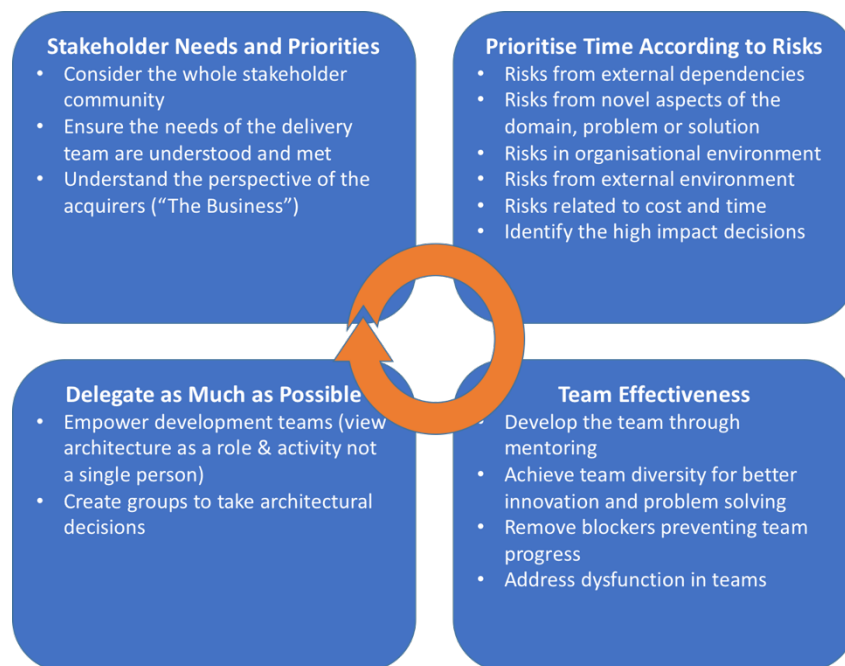 Stakeholder Needs and Priorities
• Consider the whole stakeholder
community
• Ensure the needs of the delivery
team are understood and met
• Understand the perspective of the
acquirers (“The Business”)
Prioritise Time According to Risks
• Risks from external dependencies
• Risks from novel aspects of the
domain, problem or solution
• Risks in organisational environment
• Risks from external environment
• Risks related to cost and time
• Identify the high impact decisions
Delegate as Much as Possible
• Empower development teams (view
architecture as a role & activity not
a single person)
• Create groups to take architectural
decisions
Team Effectiveness
• Develop the team through
mentoring
• Achieve team diversity for better
innovation and problem solving
• Remove blockers preventing team
progress
• Address dysfunction in teams